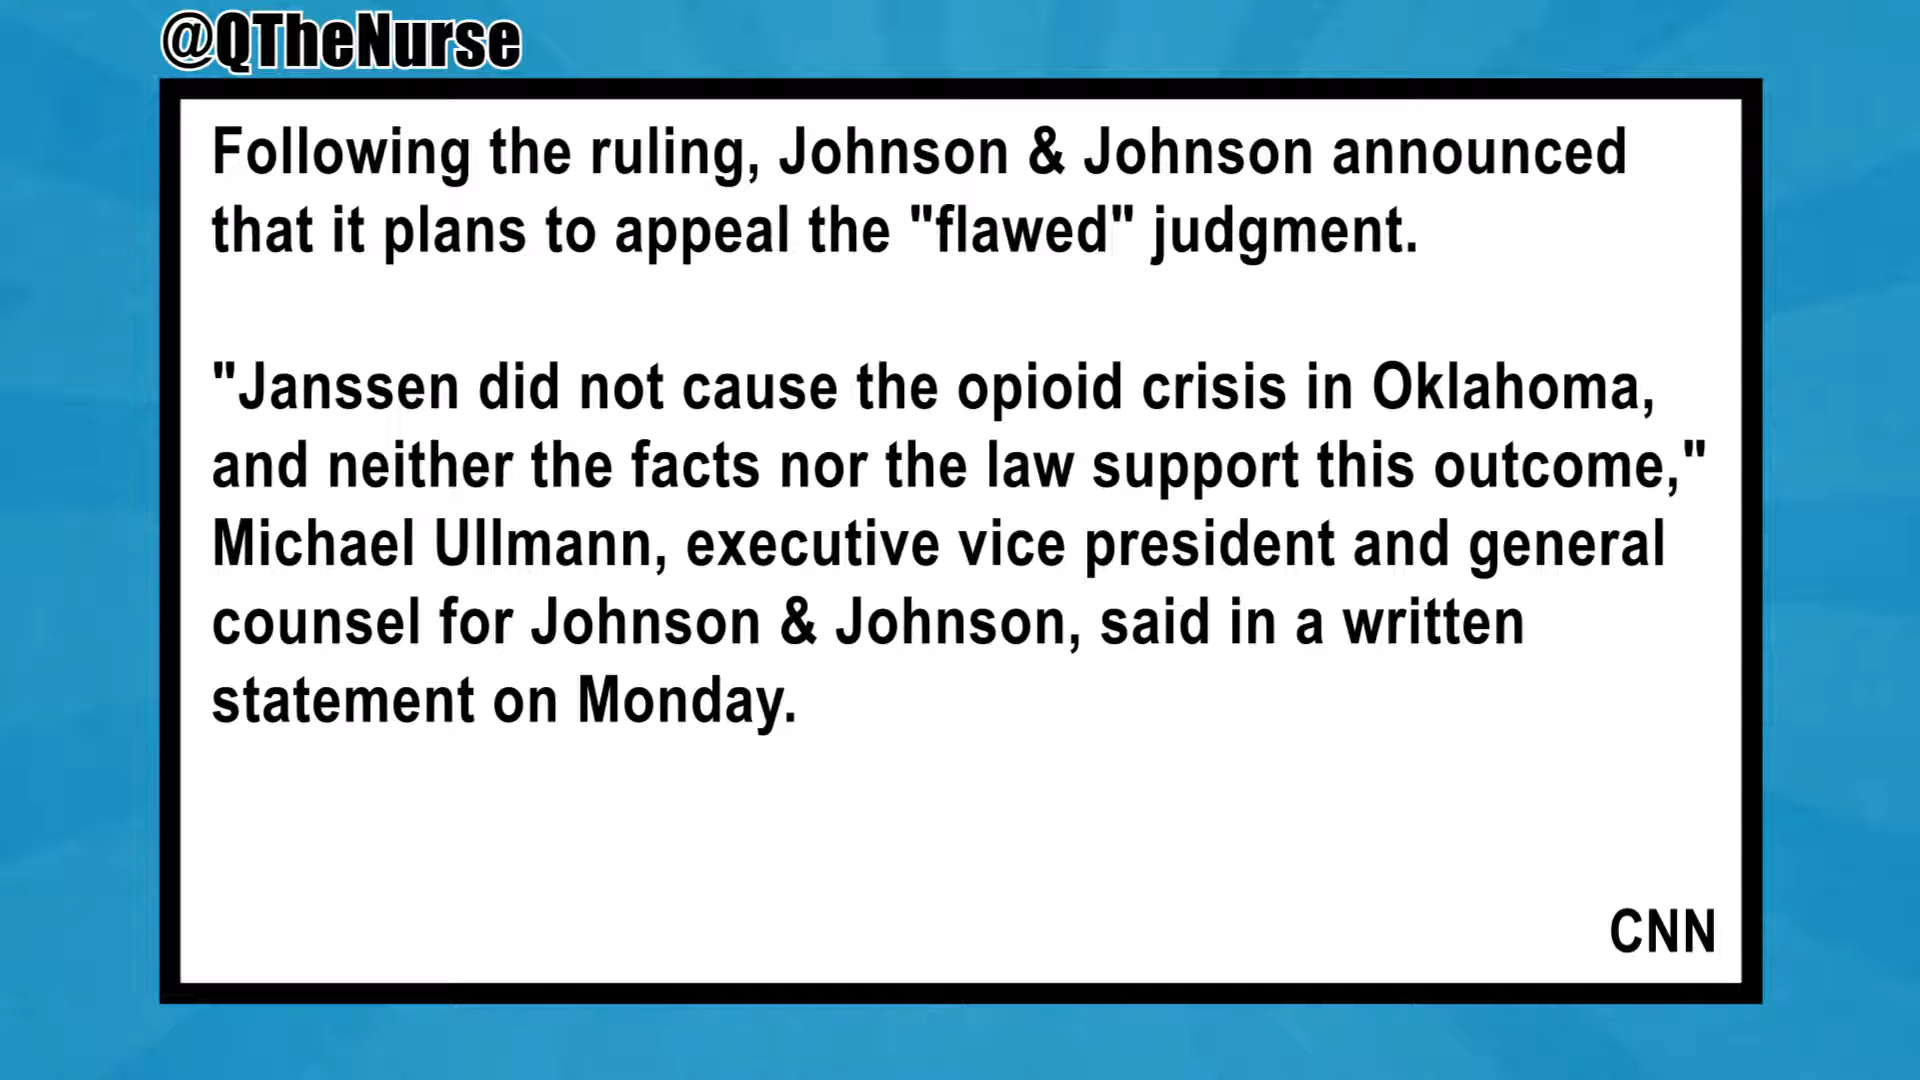 @QTheNurse
Following the ruling, Johnson & Johnson announced
that it plans to appeal the "flawed" judgment.
"Janssen did not cause the opioid crisis in Oklahoma,
and neither the facts nor the law support this outcome,"
Michael Ullmann, executive vice president and general
counsel for Johnson & Johnson, said in a written
statement on Monday.
CNN